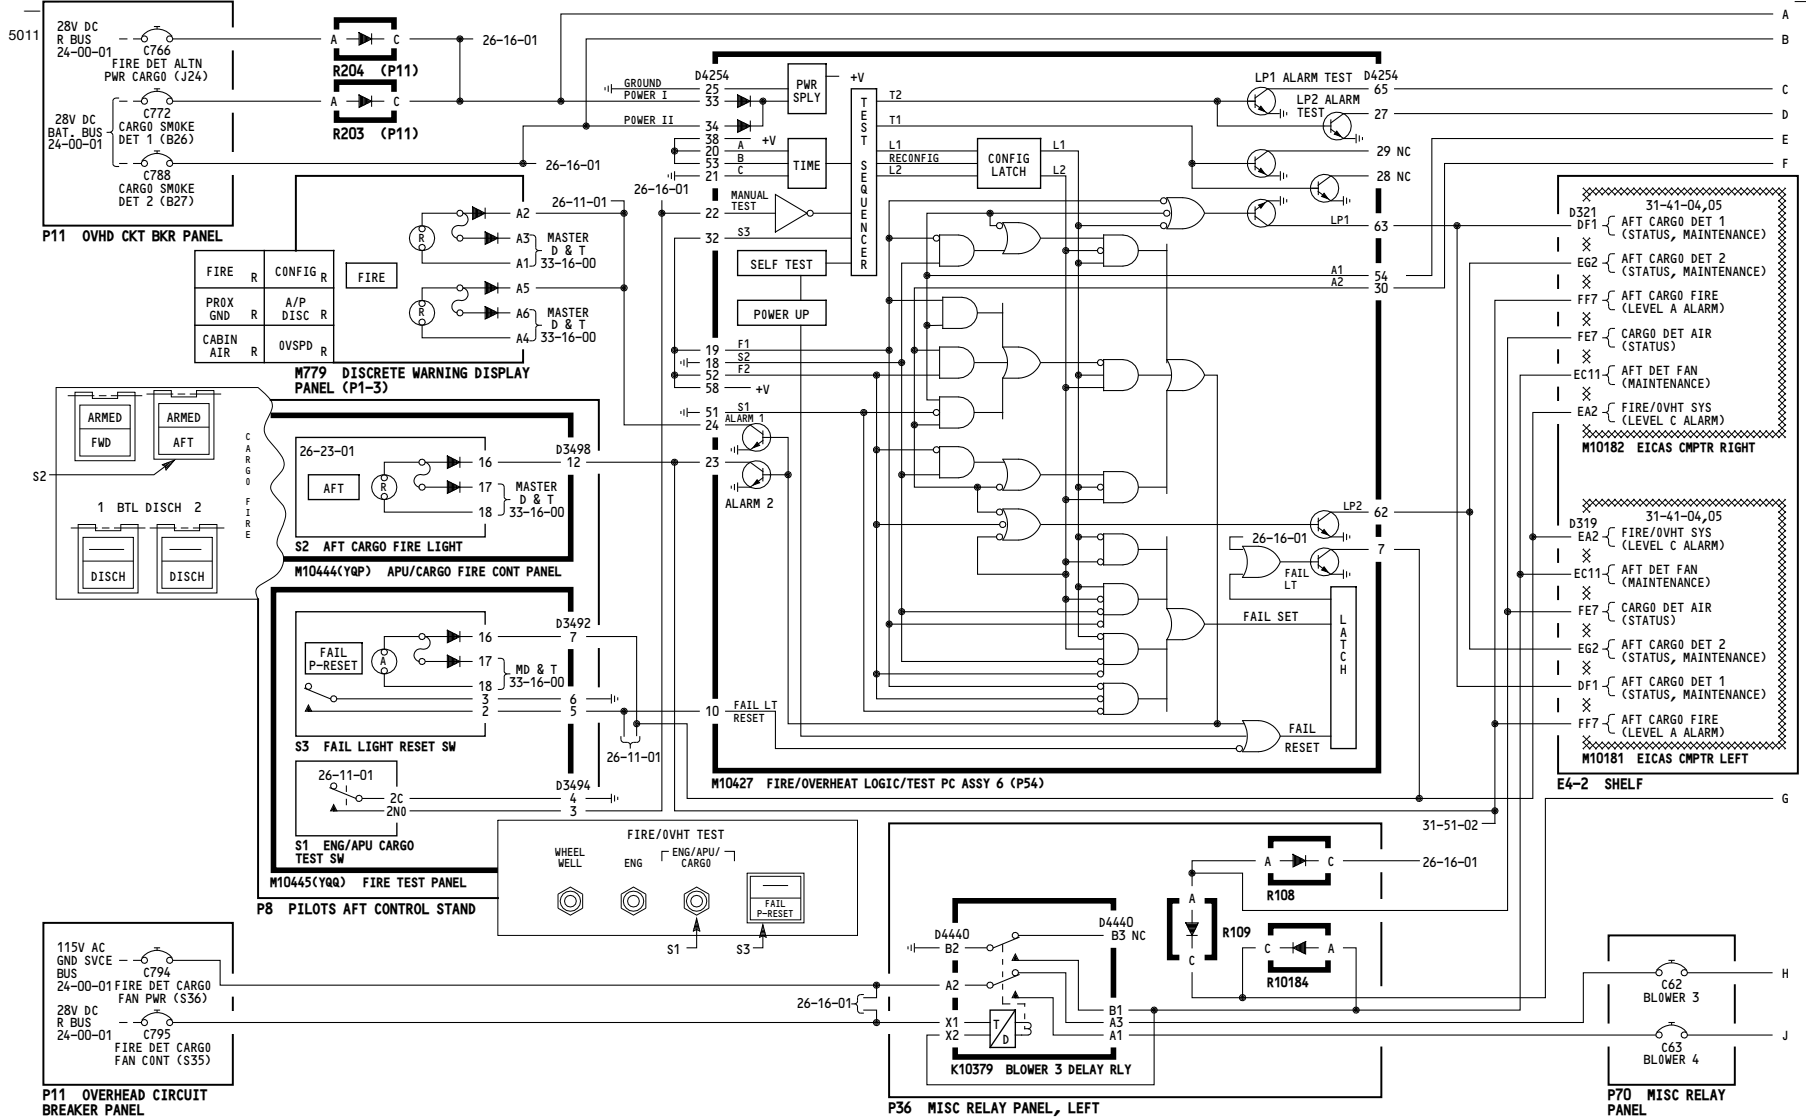 5011
28V DC
R BUS
24-00-01
C766
FIRE DET ALTN
PWR CARGO (J24)
28V DC
BAT. BUS
24-00-01
C772
CARGO SMOKE
DET 1 (B26)
C788
CARGO SMOKE
DET 2 (B27)
P11 OVHD CKT BKR PANEL
A C
R204 (P11)
A C
R203 (P11)
26-16-01
26-16-01
26-16-01
FIRE R
CONFIG R
PROX GND R
A/P DISC R
CABIN AIR R
OVSPD R
FIRE
R
R
26-11-01
A2
A3
A1
MASTER
D & T
33-16-00
A5
A6
A4
MASTER
D & T
33-16-00
M779 DISCRETE WARNING DISPLAY
PANEL (P1-3)
ARMED
FWD
ARMED
AFT
S2
1 BTL DISCH 2
DISCH
DISCH
CARGO FIRE
26-23-01
AFT
R
16
17
18
MASTER
D & T
33-16-00
D3498
12
S2 AFT CARGO FIRE LIGHT
M10444(YQP) APU/CARGO FIRE CONT PANEL
FAIL
P-RESET
A
16
17
18
MD & T
33-16-00
3
2
D3492
7
6
5
S3 FAIL LIGHT RESET SW
26-11-01
26-11-01
2C
2NO
D3494
4
3
S1 ENG/APU CARGO
TEST SW
M10445(YQQ) FIRE TEST PANEL
P8 PILOTS AFT CONTROL STAND
FIRE/OVHT TEST
WHEEL
WELL
ENG
ENG/APU/
CARGO
FAIL
P-RESET
S1
S3
D4254
25
33
34
38
20
53
21
22
32
19
18
52
58
51
24
23
10
GROUND
POWER I
POWER II
+V
A
B
C
MANUAL
TEST
S3
F1
S2
F2
+V
S1
ALARM 1
ALARM 2
FAIL LT
RESET
PWR
SPLY
+V
TIME
SELF TEST
POWER UP
TEST SEQUENCER
T2
T1
L1
RECONFIG
L2
CONFIG
LATCH
L1
L2
LP1 ALARM TEST
LP2 ALARM
TEST
D4254
65
27
29 NC
28 NC
LP1
63
A1
A2
54
30
LP2
62
7
26-16-01
FAIL
LT
FAIL SET
LATCH
FAIL
RESET
M10427 FIRE/OVERHEAT LOGIC/TEST PC ASSY 6 (P54)
A
B
C
D
E
F
31-41-04,05
D321
DF1
AFT CARGO DET 1
(STATUS, MAINTENANCE)
EG2
AFT CARGO DET 2
(STATUS, MAINTENANCE)
FF7
AFT CARGO FIRE
(LEVEL A ALARM)
FE7
CARGO DET AIR
(STATUS)
EC11
AFT DET FAN
(MAINTENANCE)
EA2
FIRE/OVHT SYS
(LEVEL C ALARM)
M10182 EICAS CMPTR RIGHT
31-41-04,05
D319
EA2
FIRE/OVHT SYS
(LEVEL C ALARM)
EC11
AFT DET FAN
(MAINTENANCE)
FE7
CARGO DET AIR
(STATUS)
EG2
AFT CARGO DET 2
(STATUS, MAINTENANCE)
DF1
AFT CARGO DET 1
(STATUS, MAINTENANCE)
FF7
AFT CARGO FIRE
(LEVEL A ALARM)
M10181 EICAS CMPTR LEFT
E4-2 SHELF
G
31-51-02
115V AC
GND SVCE
BUS
24-00-01
C794
FIRE DET CARGO
FAN PWR (S36)
28V DC
R BUS
24-00-01
C795
FIRE DET CARGO
FAN CONT (S35)
P11 OVERHEAD CIRCUIT
BREAKER PANEL
26-16-01
D4440
B2
A2
X1
X2
T/D
D4440
B3 NC
B1
A3
A1
K10379 BLOWER 3 DELAY RLY
A C
R108
26-16-01
A
C
R109
C A
R10184
P36 MISC RELAY PANEL, LEFT
C62
BLOWER 3
C63
BLOWER 4
P70 MISC RELAY
PANEL
H
J